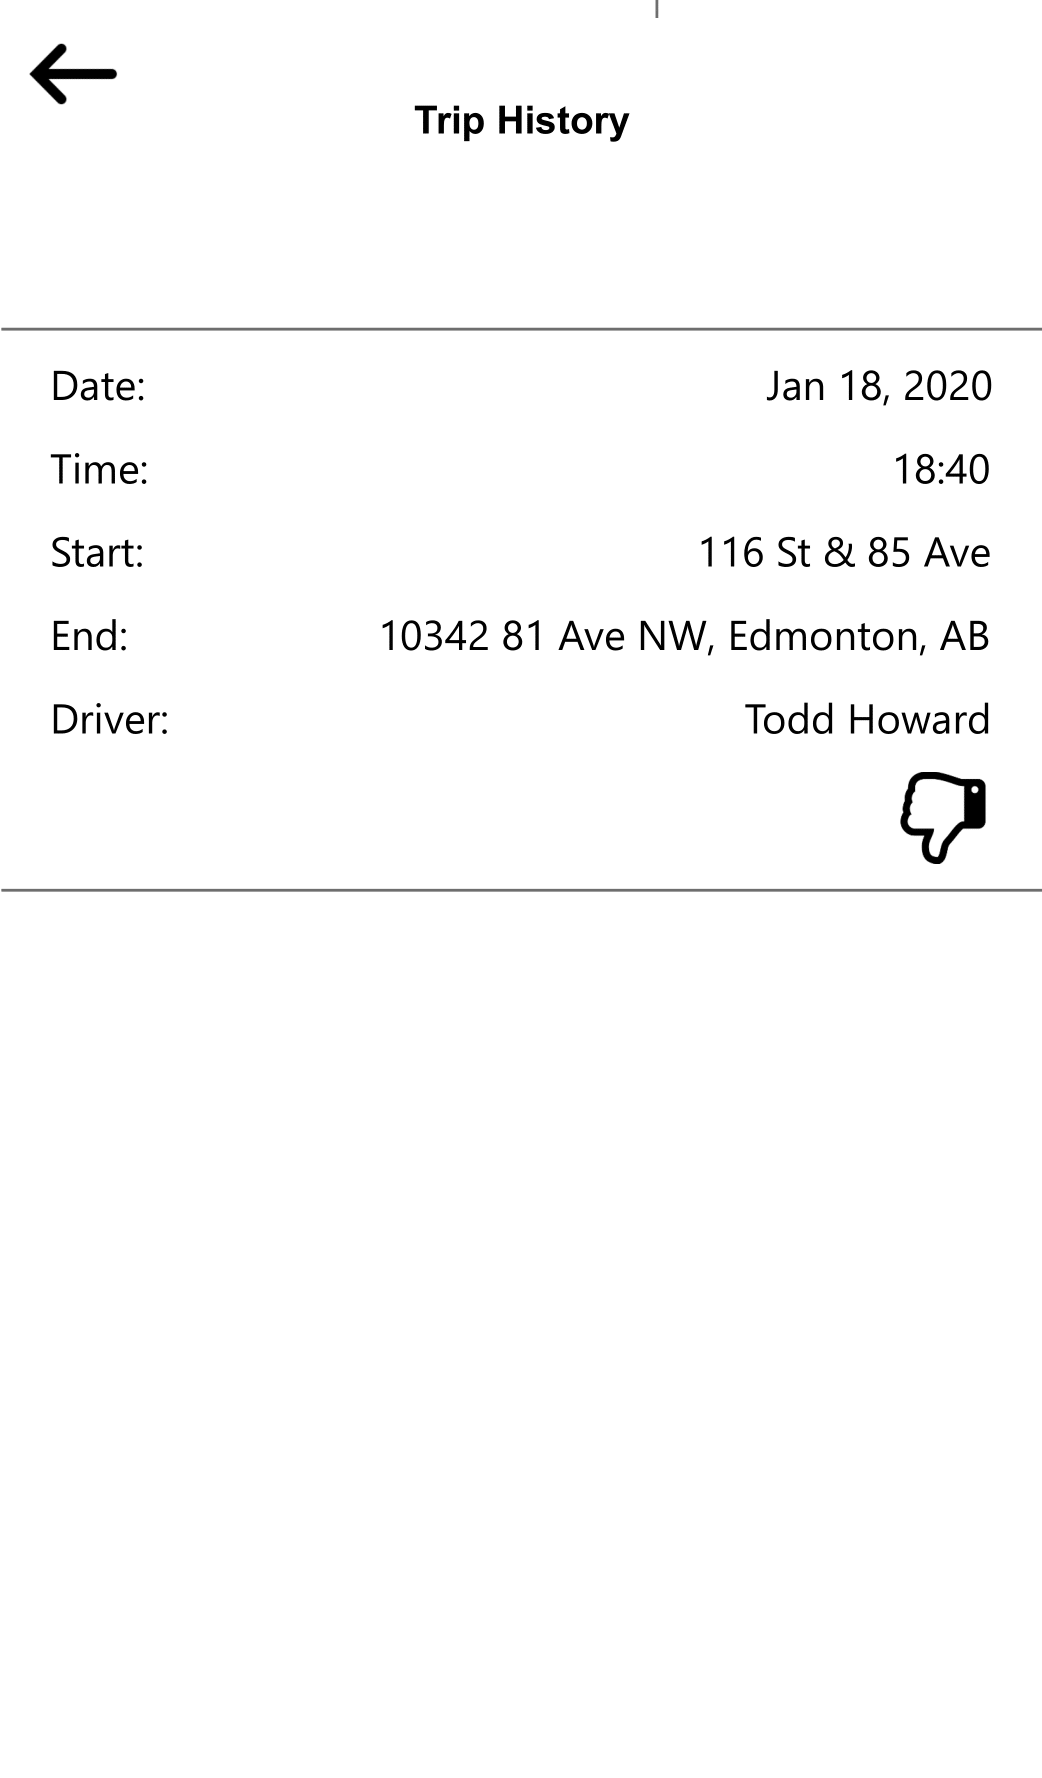 Trip History
Date: Jan 18, 2020
Time: 18:40
Start: 116 St & 85 Ave
End: 10342 81 Ave NW, Edmonton, AB
Driver: Todd Howard